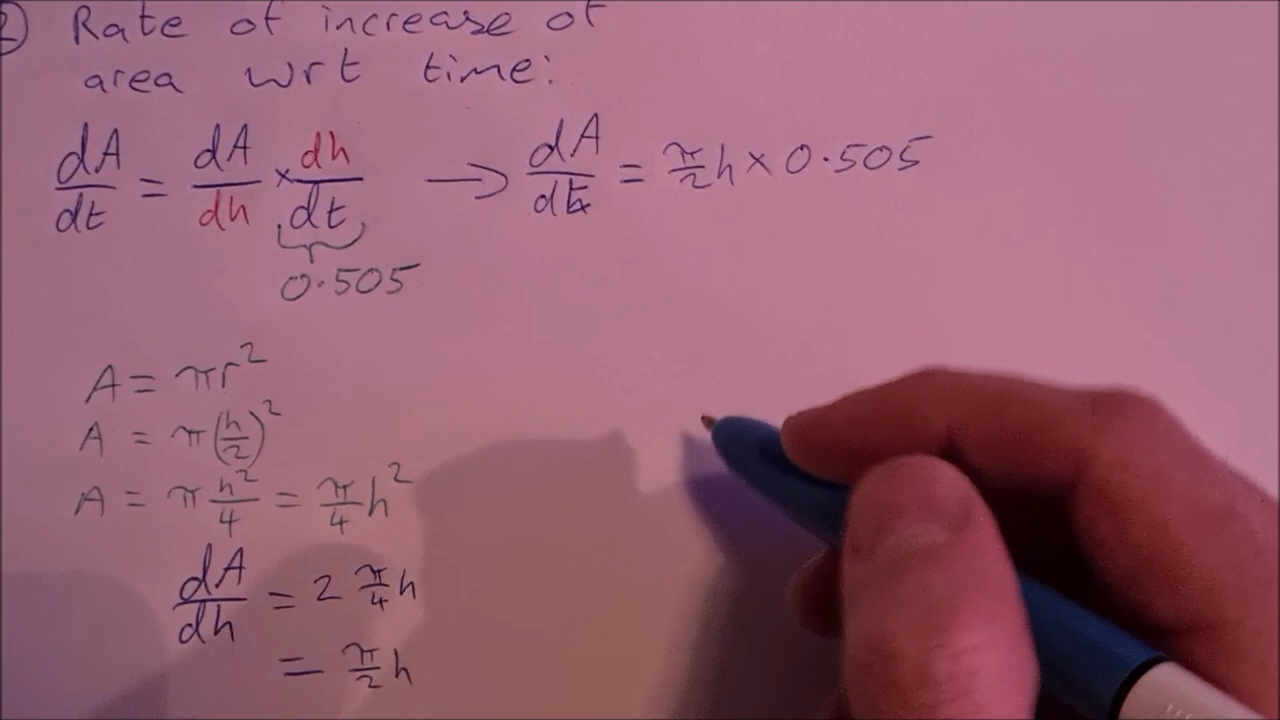 2) Rate of increase of
area wrt time:
dA/dt = dA/dh × dh/dt → dA/dt = π/2 h × 0.505
0.505
A = πr²
A = π(h/2)²
A = π h²/4 = π/4 h²
dA/dh = 2 π/4 h
= π/2 h